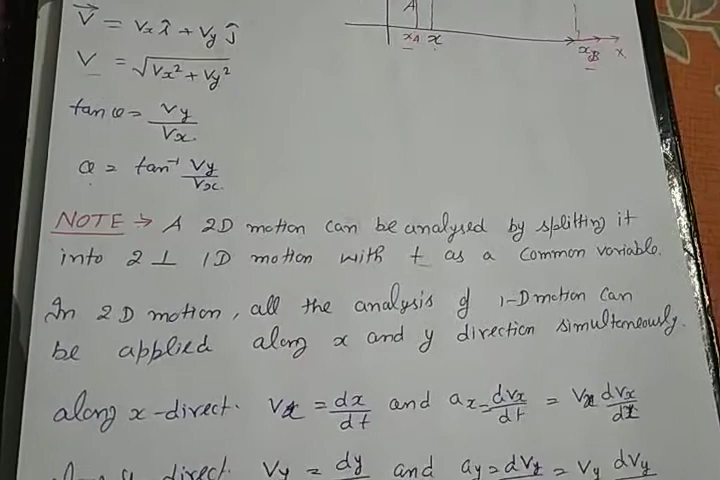 A
xA x xB x
V⃗ = Vx î + Vy ĵ
V = √Vx² + Vy²
tan φ = Vy/Vx
φ = tan⁻¹ Vy/Vx
NOTE → A 2D motion can be analysed by splitting it
into 2 ⊥ 1D motion with t as a common variable.
In 2D motion, all the analysis of 1-D motion can
be applied along x and y direction simultaneously.
along x-direct. Vx = dx/dt and ax = dvx/dt = Vx dvx/dx
along y direct. Vy = dy and ay = dVy = Vy dVy